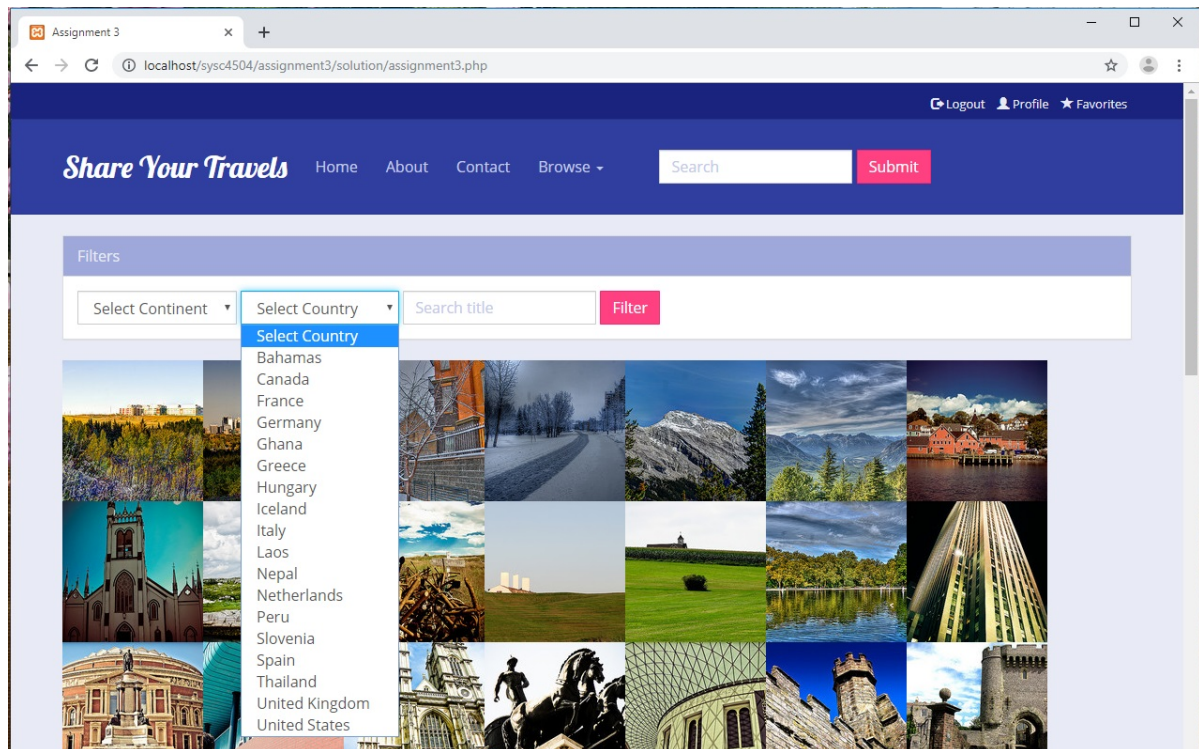 Assignment 3
localhost/sysc4504/assignment3/solution/assignment3.php
Logout Profile Favorites
Share Your Travels Home About Contact Browse Search Submit
Filters
Select Continent Select Country Search title Filter
Select Country
Bahamas
Canada
France
Germany
Ghana
Greece
Hungary
Iceland
Italy
Laos
Nepal
Netherlands
Peru
Slovenia
Spain
Thailand
United Kingdom
United States